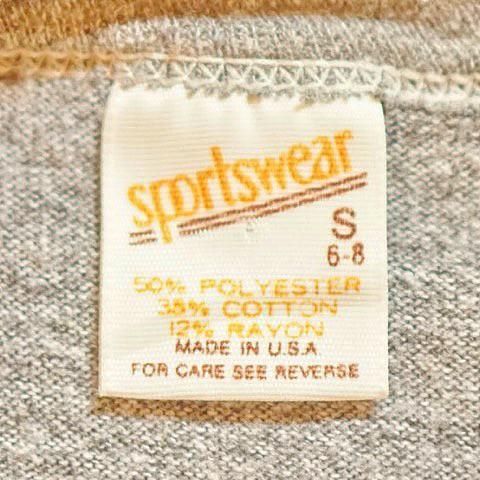 sportswear
S
6-8
50% POLYESTER
38% COTTON
12% RAYON
MADE IN U.S.A
FOR CARE SEE REVERSE